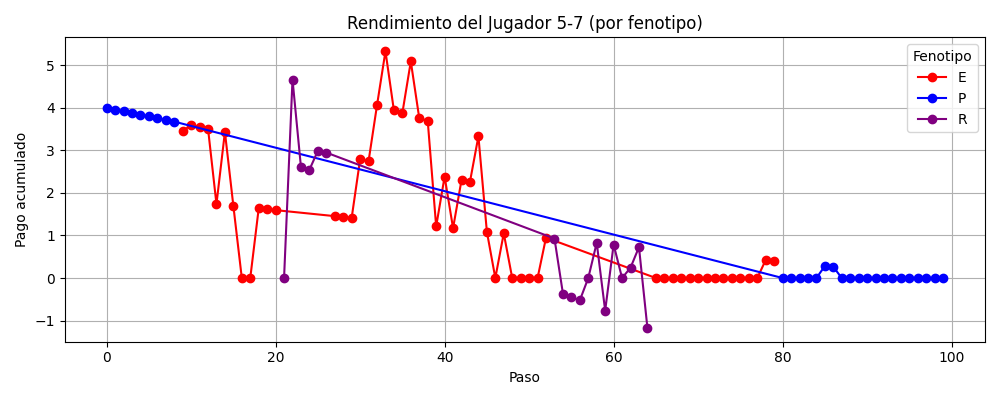 Rendimiento del Jugador 5-7 (por fenotipo)
Pago acumulado
5
4
3
2
1
0
−1
0
20
40
60
80
100
Paso
Fenotipo
E
P
R